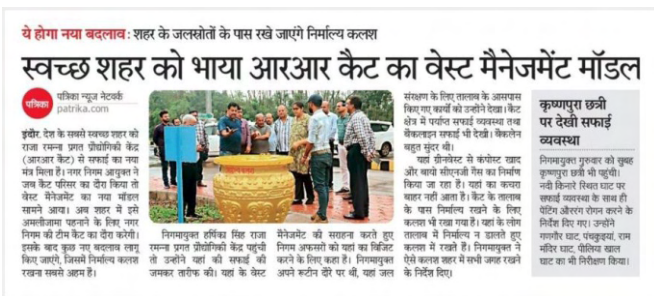 ये होगा नया बदलाव: शहर के जलस्रोतों के पास रखे जाएंगे निर्माल्य कलश
स्वच्छ शहर को भाया आरआर कैट का वेस्ट मैनेजमेंट मॉडल
पत्रिका
पत्रिका न्यूज नेटवर्क
patrika.com
इंदौर. देश के सबसे स्वच्छ शहर को
राजा रमन्ना प्रगत प्रौद्योगिकी केंद्र
(आरआर कैट) से सफाई का नया
मंत्र मिला है। नगर निगम आयुक्त ने
जब कैट परिसर का दौरा किया तो
वेस्ट मैनेजमेंट का नया मॉडल
सामने आया। अब शहर में इसे
अमलीजामा पहनाने के लिए नगर
निगम की टीम कैट का दौरा करेगी।
इसके बाद कुछ नए बदलाव लागू
किए जाएंगे, जिसमें निर्माल्य कलश
रखना सबसे अहम है।
निगमायुक्त हर्षिका सिंह राजा
रमन्ना प्रगत प्रौद्योगिकी केंद्र पहुंची
तो उन्होंने यहां की सफाई की
जमकर तारीफ की। यहां के वेस्ट
मैनेजमेंट की सराहना करते हुए
निगम अफसरों को यहां का विजिट
करने के लिए कहा है। निगमायुक्त
अपने रूटीन दौरे पर थी, यहां जल
संरक्षण के लिए तालाब के आसपास
किए गए कार्यों को उन्होंने देखा। कैट
क्षेत्र में पर्याप्त सफाई व्यवस्था तथा
बैकलाइन सफाई भी देखी। बैकलेन
बहुत सुंदर थी।
यहां ग्रीनवेस्ट से कंपोस्ट खाद
और बायो सीएनजी गैस का निर्माण
किया जा रहा है। यहां का कचरा
बाहर नहीं आता है। कैट के तालाब
के पास निर्माल्य रखने के लिए
कलश भी रखा गया है। यहां के लोग
तालाब में निर्माल्य न डालते हुए
कलश में रखते हैं। निगमायुक्त ने
ऐसे कलश शहर में सभी जगह रखने
के निर्देश दिए।
कृष्णपुरा छत्री
पर देखी सफाई
व्यवस्था
निगमायुक्त गुरुवार को सुबह
कृष्णपुरा छत्री भी पहुंची।
नदी किनारे स्थित घाट पर
सफाई व्यवस्था के साथ ही
पेंटिंग और रंग रोगन करने के
निर्देश दिए गए। उन्होंने
गणगौर घाट, पंचकुइयां, राम
मंदिर घाट, पीलिया खाल
घाट का भी निरीक्षण किया।